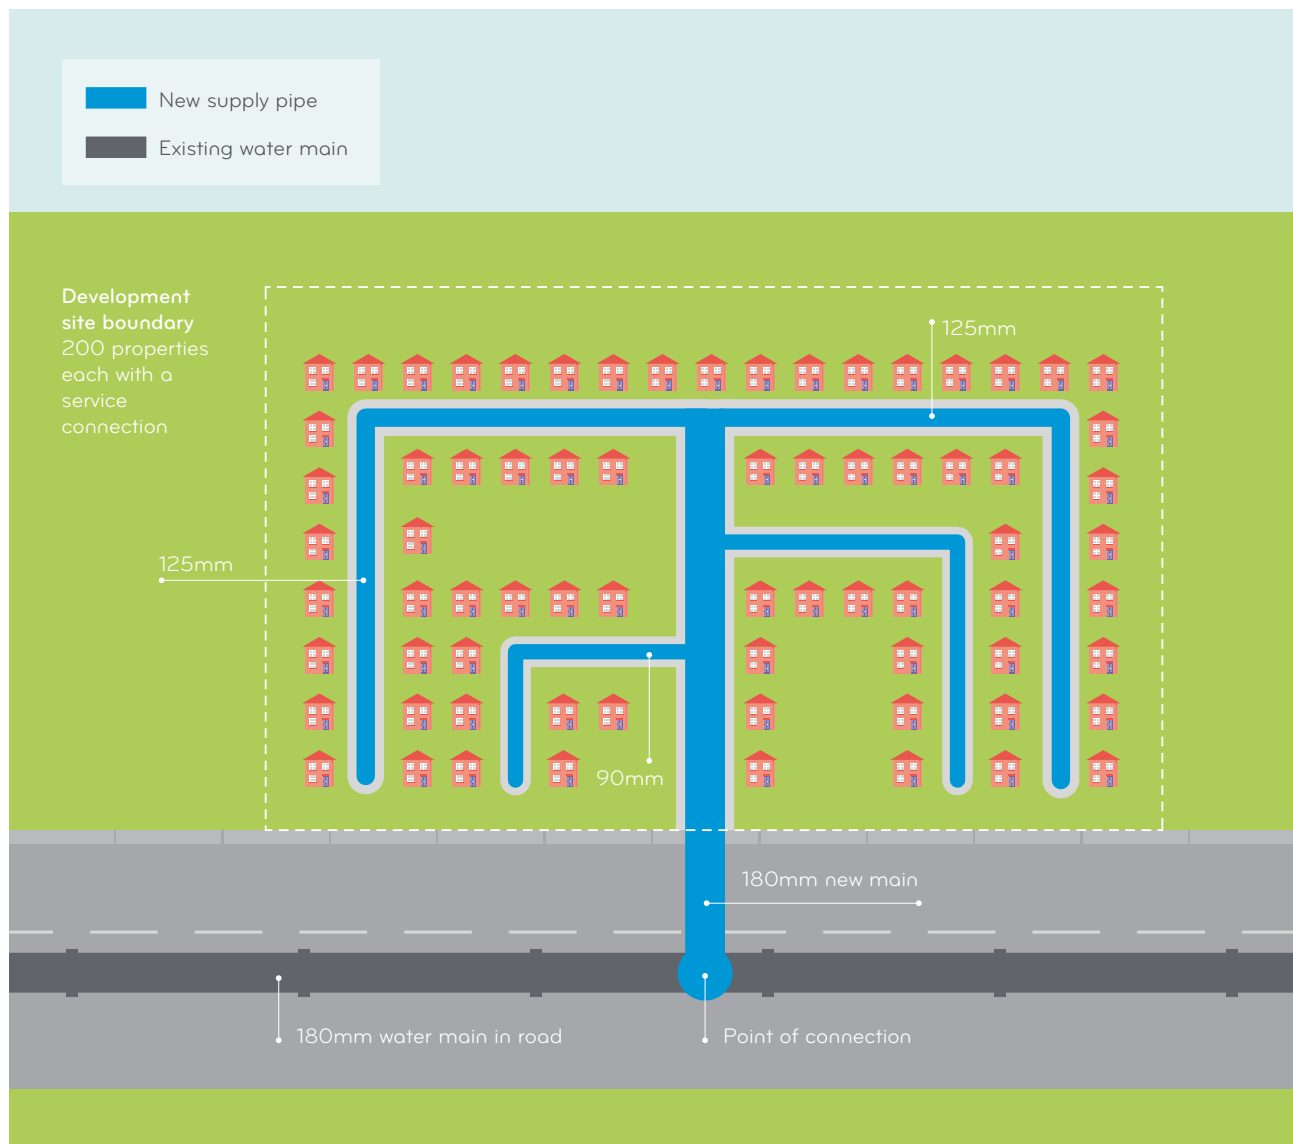 New supply pipe
Existing water main
Development
site boundary
200 properties
each with a
service
connection
125mm
125mm
90mm
180mm new main
180mm water main in road
Point of connection